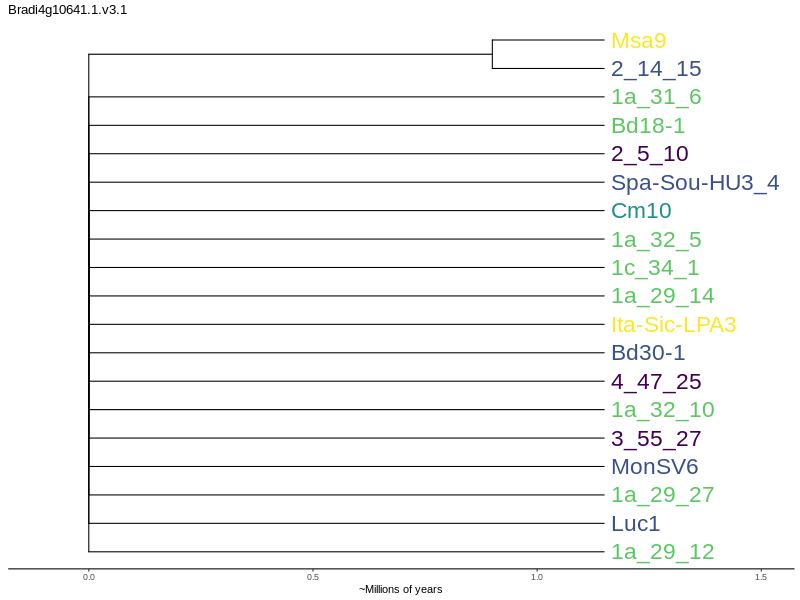 Bradi4g10641.1.v3.1
Msa9
2_14_15
1a_31_6
Bd18-1
2_5_10
Spa-Sou-HU3_4
Cm10
1a_32_5
1c_34_1
1a_29_14
Ita-Sic-LPA3
Bd30-1
4_47_25
1a_32_10
3_55_27
MonSV6
1a_29_27
Luc1
1a_29_12
0.0 0.5 1.0 1.5
~Millions of years